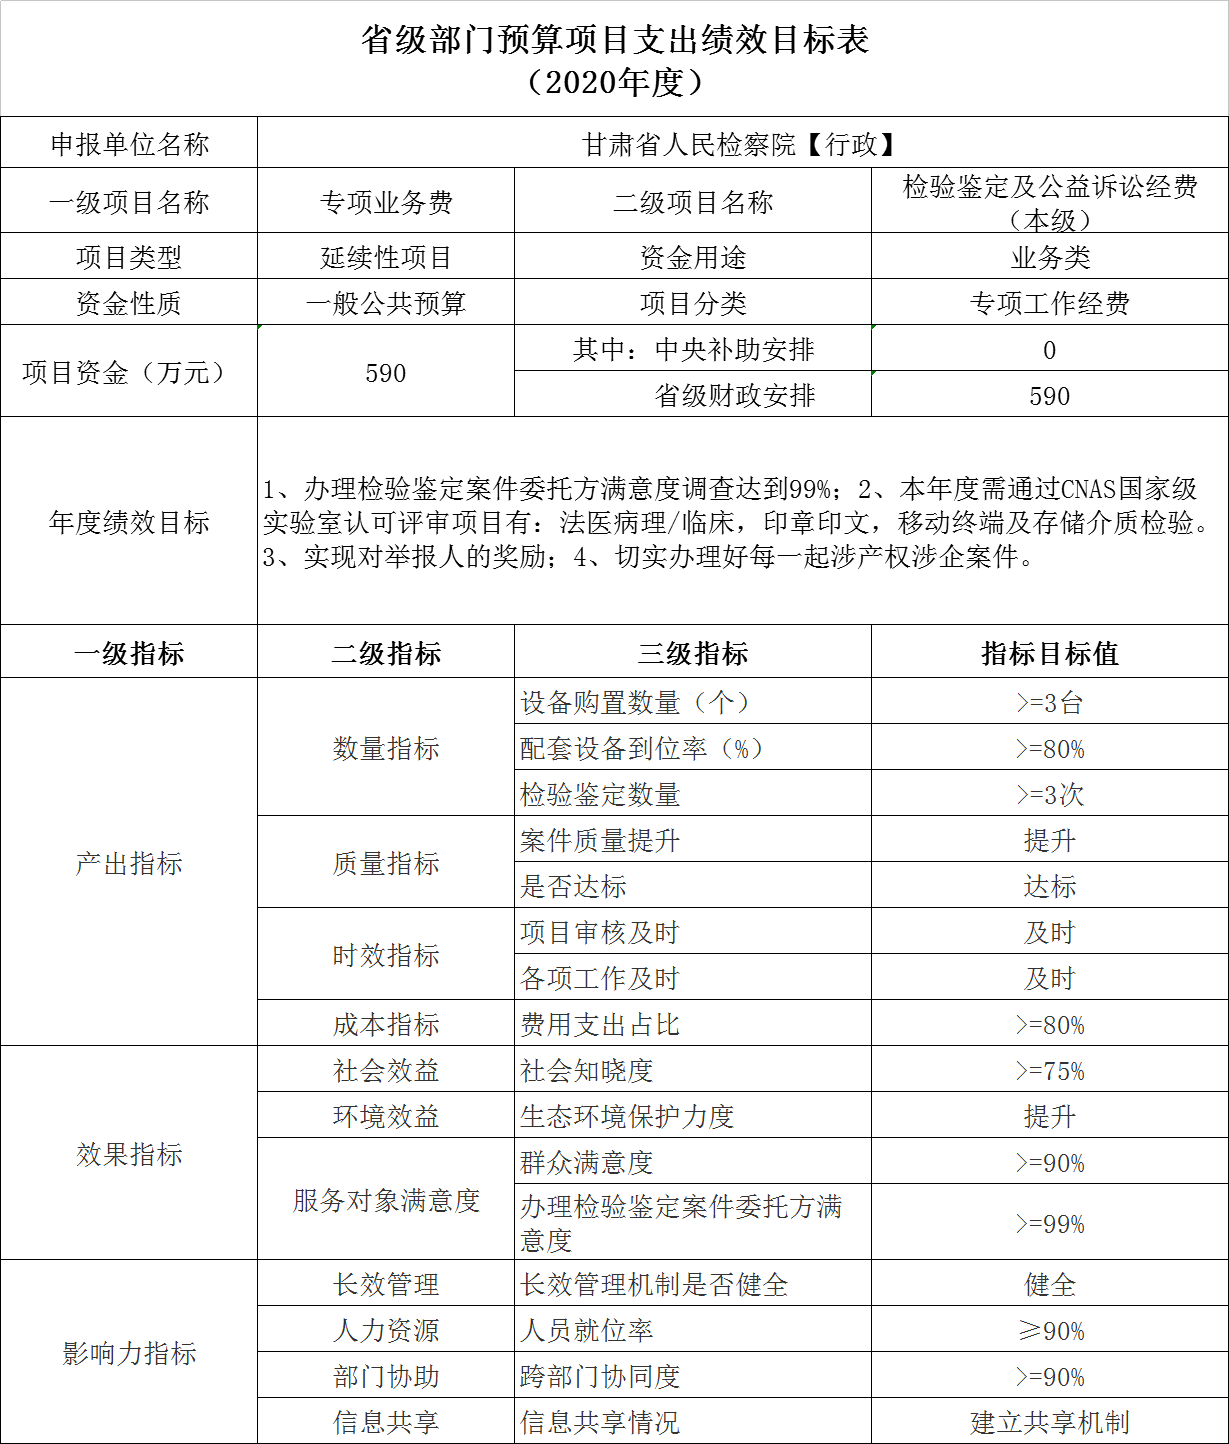 省级部门预算项目支出绩效目标表
（2020年度）
申报单位名称 甘肃省人民检察院【行政】
一级项目名称 专项业务费 二级项目名称 检验鉴定及公益诉讼经费
（本级）
项目类型 延续性项目 资金用途 业务类
资金性质 一般公共预算 项目分类 专项工作经费
项目资金（万元） 590 其中：中央补助安排 0
省级财政安排 590
年度绩效目标
1、办理检验鉴定案件委托方满意度调查达到99%；2、本年度需通过CNAS国家级
实验室认可评审项目有：法医病理/临床，印章印文，移动终端及存储介质检验。
3、实现对举报人的奖励；4、切实办理好每一起涉产权涉企案件。
一级指标 二级指标 三级指标 指标目标值
产出指标 数量指标 设备购置数量（个） >=3台
配套设备到位率（%） >=80%
检验鉴定数量 >=3次
质量指标 案件质量提升 提升
是否达标 达标
时效指标 项目审核及时 及时
各项工作及时 及时
成本指标 费用支出占比 >=80%
效果指标 社会效益 社会知晓度 >=75%
环境效益 生态环境保护力度 提升
服务对象满意度 群众满意度 >=90%
办理检验鉴定案件委托方满
意度 >=99%
影响力指标 长效管理 长效管理机制是否健全 健全
人力资源 人员就位率 ≥90%
部门协助 跨部门协同度 >=90%
信息共享 信息共享情况 建立共享机制